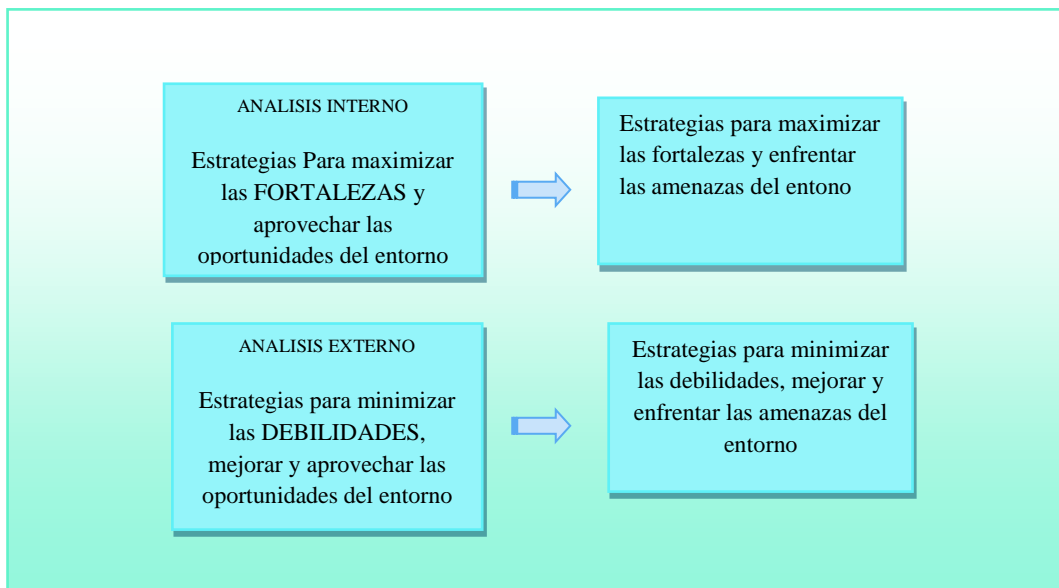 ANALISIS INTERNO
Estrategias Para maximizar
las FORTALEZAS y
aprovechar las
oportunidades del entorno
Estrategias para maximizar
las fortalezas y enfrentar
las amenazas del entono
ANALISIS EXTERNO
Estrategias para minimizar
las DEBILIDADES,
mejorar y aprovechar las
oportunidades del entorno
Estrategias para minimizar
las debilidades, mejorar y
enfrentar las amenazas del
entorno